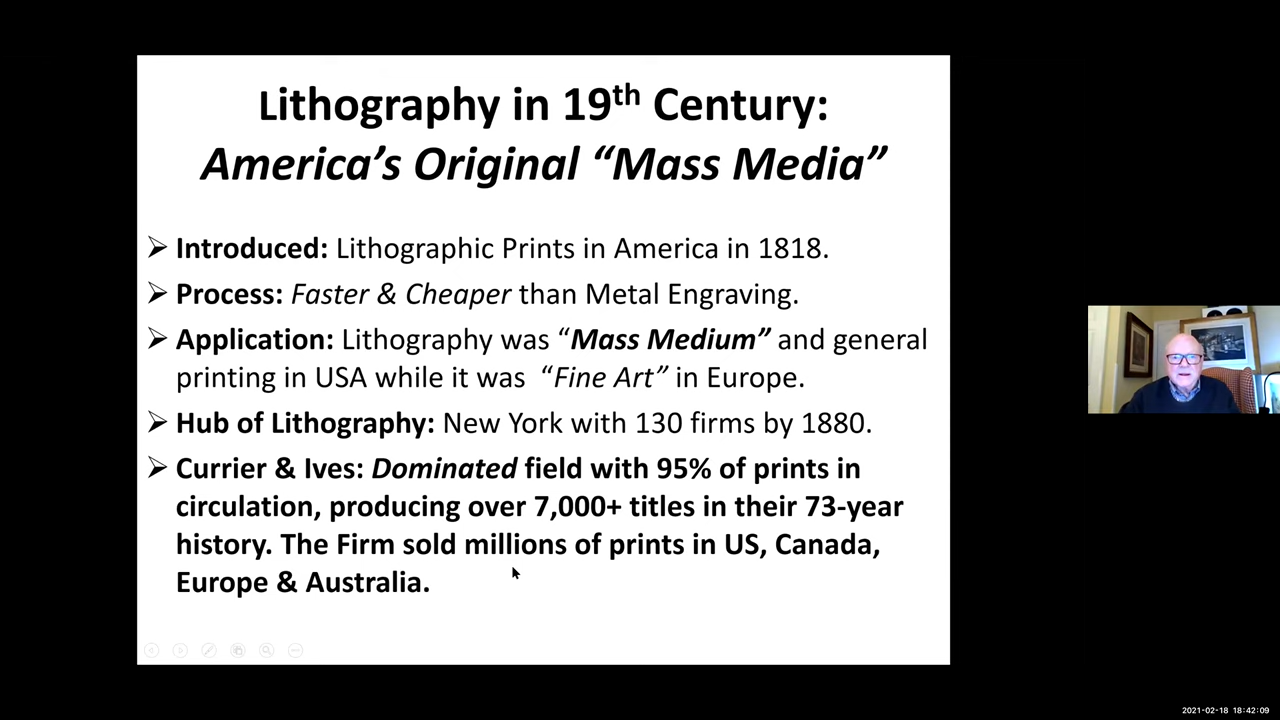 Lithography in 19th Century:
America's Original “Mass Media”
➢ Introduced: Lithographic Prints in America in 1818.
➢ Process: Faster & Cheaper than Metal Engraving.
➢ Application: Lithography was “Mass Medium” and general
printing in USA while it was “Fine Art” in Europe.
➢ Hub of Lithography: New York with 130 firms by 1880.
➢ Currier & Ives: Dominated field with 95% of prints in
circulation, producing over 7,000+ titles in their 73-year
history. The Firm sold millions of prints in US, Canada,
Europe & Australia.
2021-02-18 18:42:09